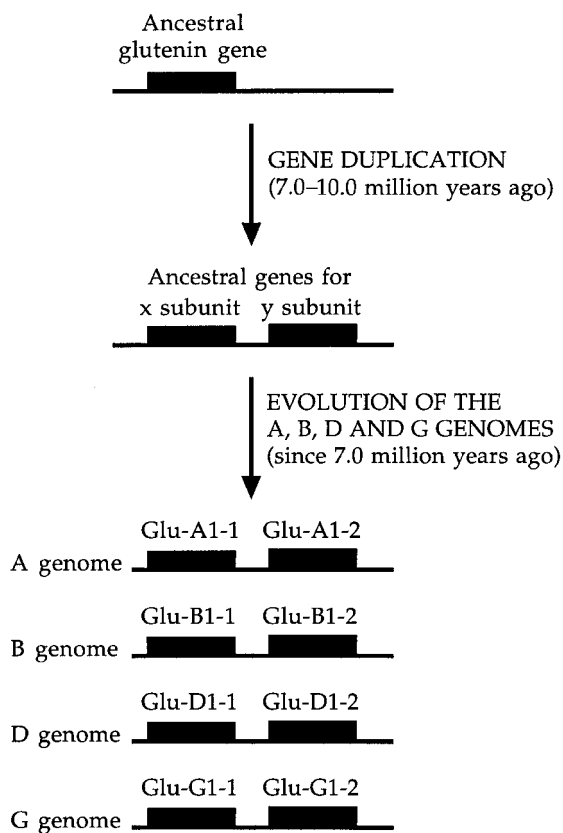 Ancestral
glutenin gene
GENE DUPLICATION
(7.0–10.0 million years ago)
Ancestral genes for
x subunit y subunit
EVOLUTION OF THE
A, B, D AND G GENOMES
(since 7.0 million years ago)
Glu-A1-1 Glu-A1-2
A genome
Glu-B1-1 Glu-B1-2
B genome
Glu-D1-1 Glu-D1-2
D genome
Glu-G1-1 Glu-G1-2
G genome